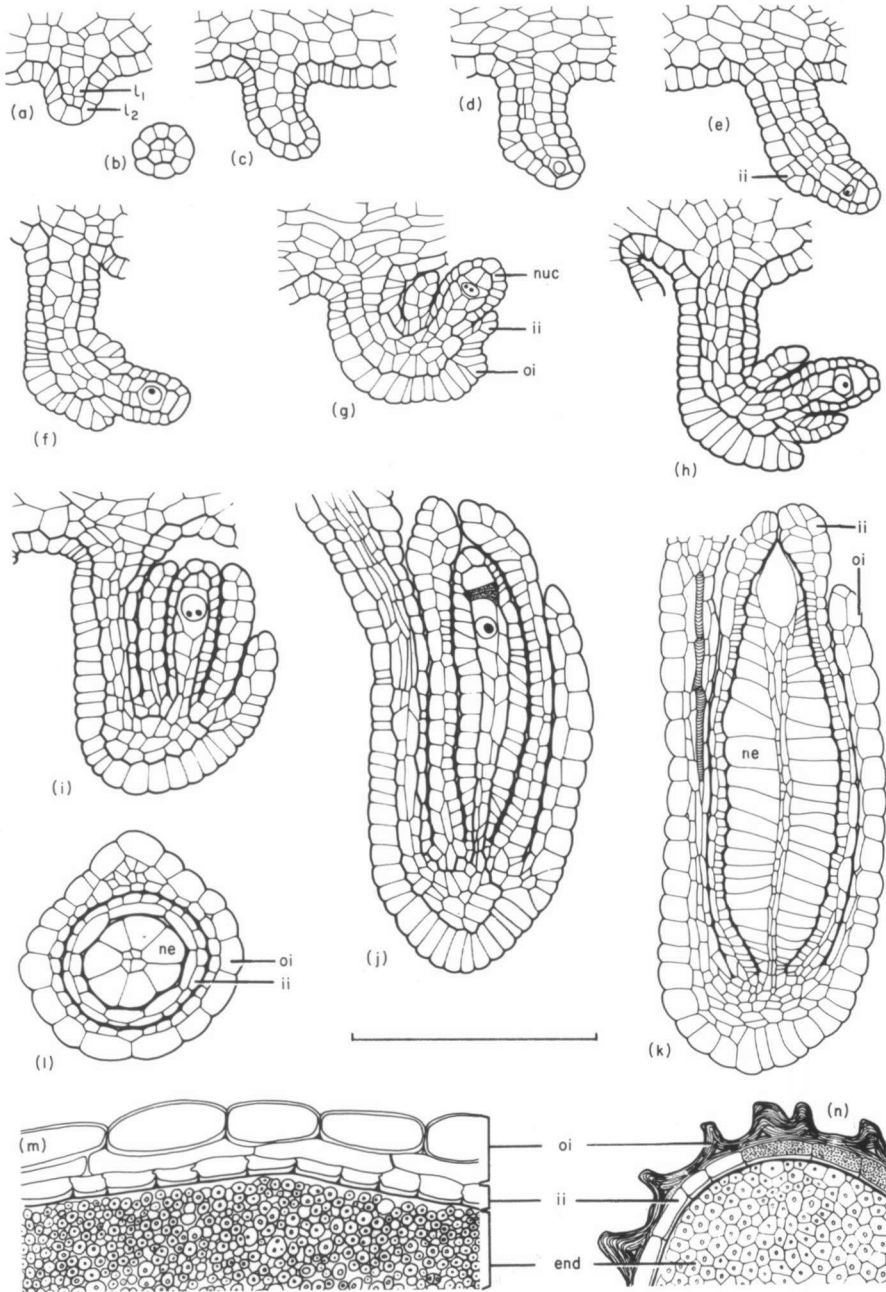 (a)
l₁
l₂
(b)
(c)
(d)
(e)
ii
(f)
(g)
nuc
ii
oi
(h)
(i)
(j)
ne
ii
oi
(k)
(l)
ne
oi
ii
(m)
oi
ii
end
(n)